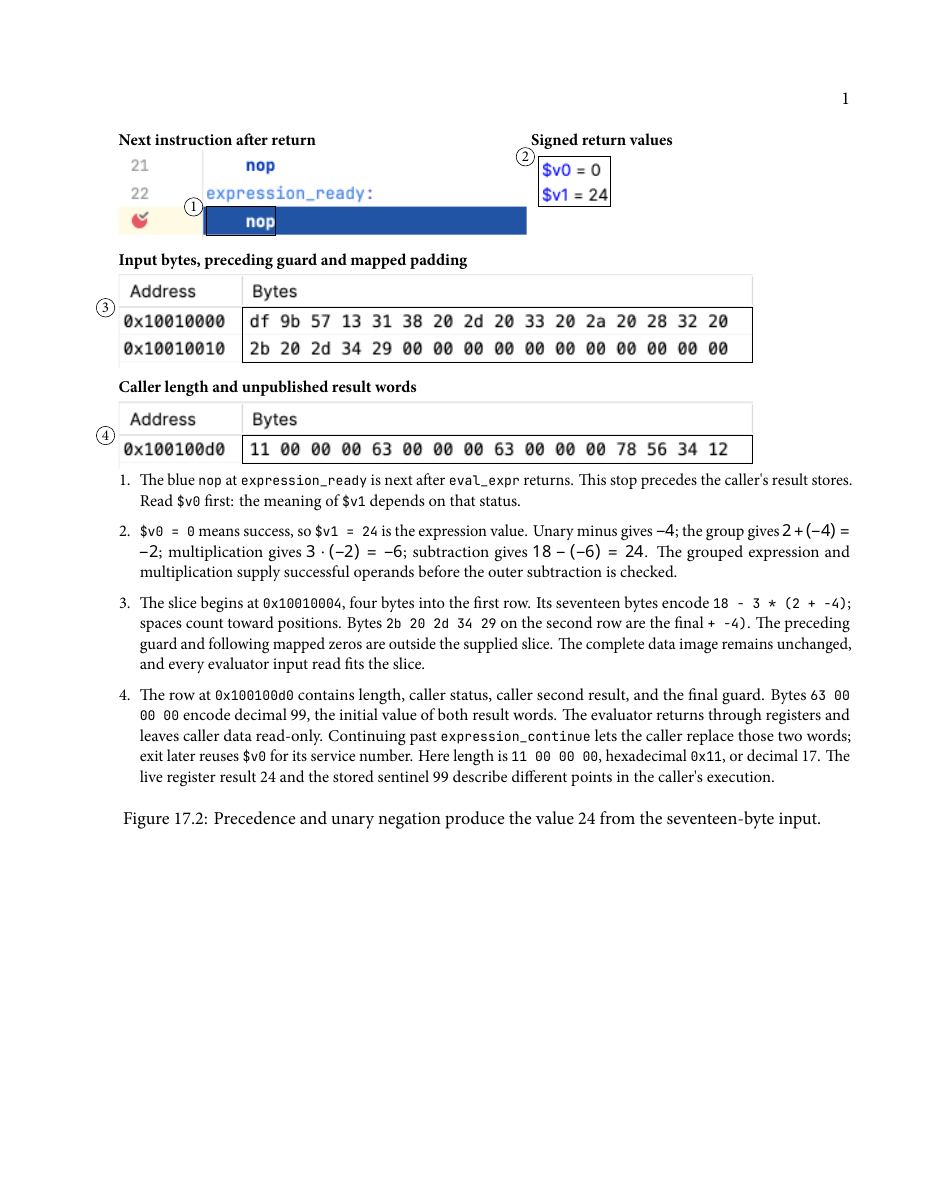 1
Next instruction after return
Signed return values
21 nop
22 expression_ready:
nop
1
2
$v0 = 0
$v1 = 24
Input bytes, preceding guard and mapped padding
Address Bytes
3
0x10010000 df 9b 57 13 31 38 20 2d 20 33 20 2a 20 28 32 20
0x10010010 2b 20 2d 34 29 00 00 00 00 00 00 00 00 00 00 00
Caller length and unpublished result words
Address Bytes
4
0x100100d0 11 00 00 00 63 00 00 00 63 00 00 00 78 56 34 12
1. The blue nop at expression_ready is next after eval_expr returns. This stop precedes the caller's result stores.
Read $v0 first: the meaning of $v1 depends on that status.
2. $v0 = 0 means success, so $v1 = 24 is the expression value. Unary minus gives −4; the group gives 2 + (−4) =
−2; multiplication gives 3 · (−2) = −6; subtraction gives 18 − (−6) = 24. The grouped expression and
multiplication supply successful operands before the outer subtraction is checked.
3. The slice begins at 0x10010004, four bytes into the first row. Its seventeen bytes encode 18 - 3 * (2 + -4);
spaces count toward positions. Bytes 2b 20 2d 34 29 on the second row are the final + -4). The preceding
guard and following mapped zeros are outside the supplied slice. The complete data image remains unchanged,
and every evaluator input read fits the slice.
4. The row at 0x100100d0 contains length, caller status, caller second result, and the final guard. Bytes 63 00
00 00 encode decimal 99, the initial value of both result words. The evaluator returns through registers and
leaves caller data read-only. Continuing past expression_continue lets the caller replace those two words;
exit later reuses $v0 for its service number. Here length is 11 00 00 00, hexadecimal 0x11, or decimal 17. The
live register result 24 and the stored sentinel 99 describe different points in the caller's execution.
Figure 17.2: Precedence and unary negation produce the value 24 from the seventeen-byte input.